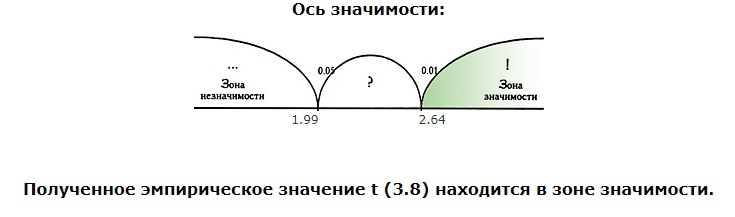 Ось значимости:
... 0.05 ? 0.01 !
Зона незначимости
Зона значимости
1.99 2.64
Полученное эмпирическое значение t (3.8) находится в зоне значимости.